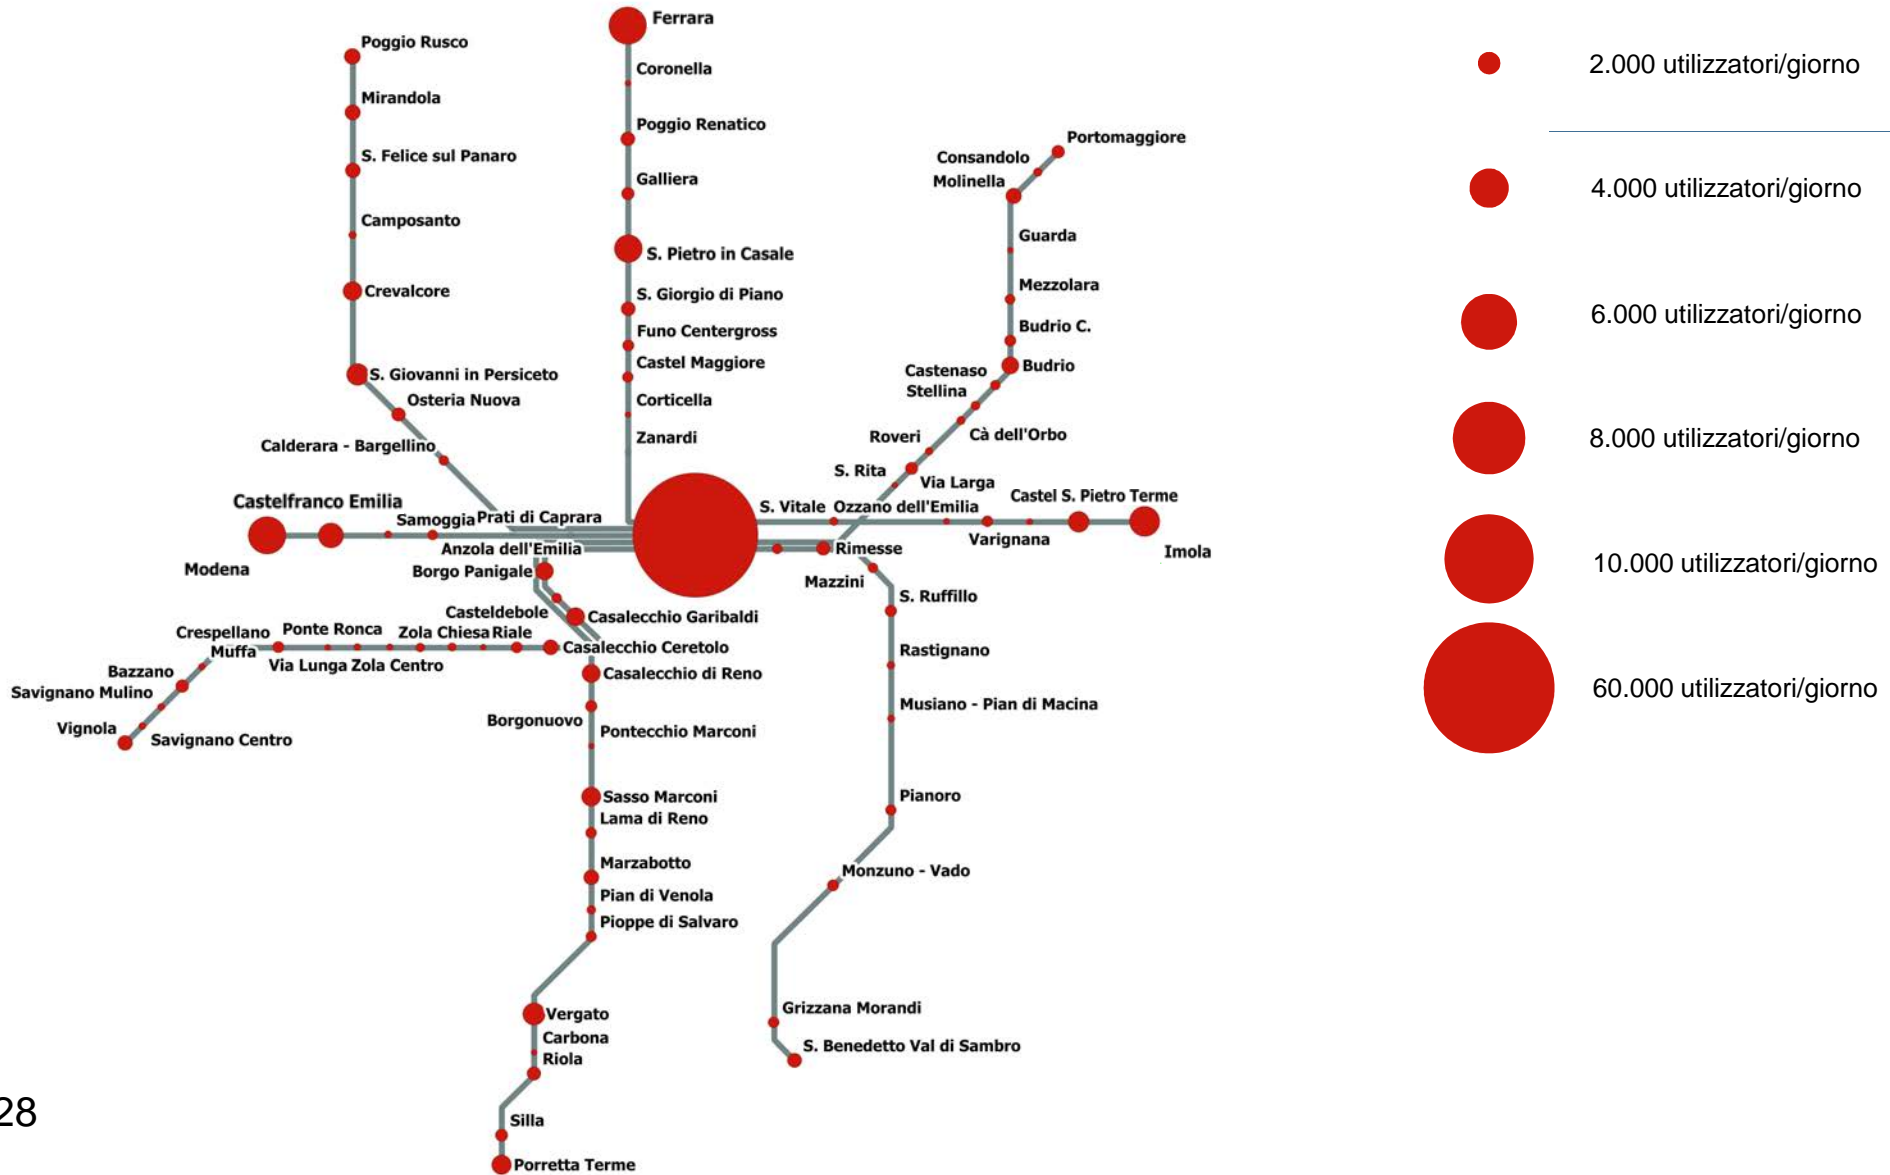 Ferrara
Poggio Rusco
Coronella
Mirandola
Poggio Renatico
Portomaggiore
S. Felice sul Panaro
Consandolo
Galliera
Molinella
Camposanto
Guarda
S. Pietro in Casale
Crevalcore
S. Giorgio di Piano
Mezzolara
Funo Centergross
Budrio C.
Castel Maggiore
Budrio
S. Giovanni in Persiceto
Castenaso
Stellina
Osteria Nuova
Corticella
Cà dell'Orbo
Calderara - Bargellino
Zanardi
Roveri
S. Rita
Via Larga
Castelfranco Emilia
Samoggia
Prati di Caprara
S. Vitale
Ozzano dell'Emilia
Castel S. Pietro Terme
Varignana
Imola
Modena
Anzola dell'Emilia
Rimesse
Borgo Panigale
Mazzini
Casteldebole
Casalecchio Garibaldi
S. Ruffillo
Crespellano
Ponte Ronca
Zola Chiesa
Riale
Casalecchio Ceretolo
Muffa
Via Lunga
Zola Centro
Rastignano
Bazzano
Casalecchio di Reno
Savignano Mulino
Vignola
Savignano Centro
Borgonuovo
Pontecchio Marconi
Musiano - Pian di Macina
Sasso Marconi
Lama di Reno
Pianoro
Marzabotto
Monzuno - Vado
Pian di Venola
Pioppe di Salvaro
Vergato
Grizzana Morandi
Carbona
Riola
S. Benedetto Val di Sambro
Silla
Porretta Terme
2.000 utilizzatori/giorno
4.000 utilizzatori/giorno
6.000 utilizzatori/giorno
8.000 utilizzatori/giorno
10.000 utilizzatori/giorno
60.000 utilizzatori/giorno
28